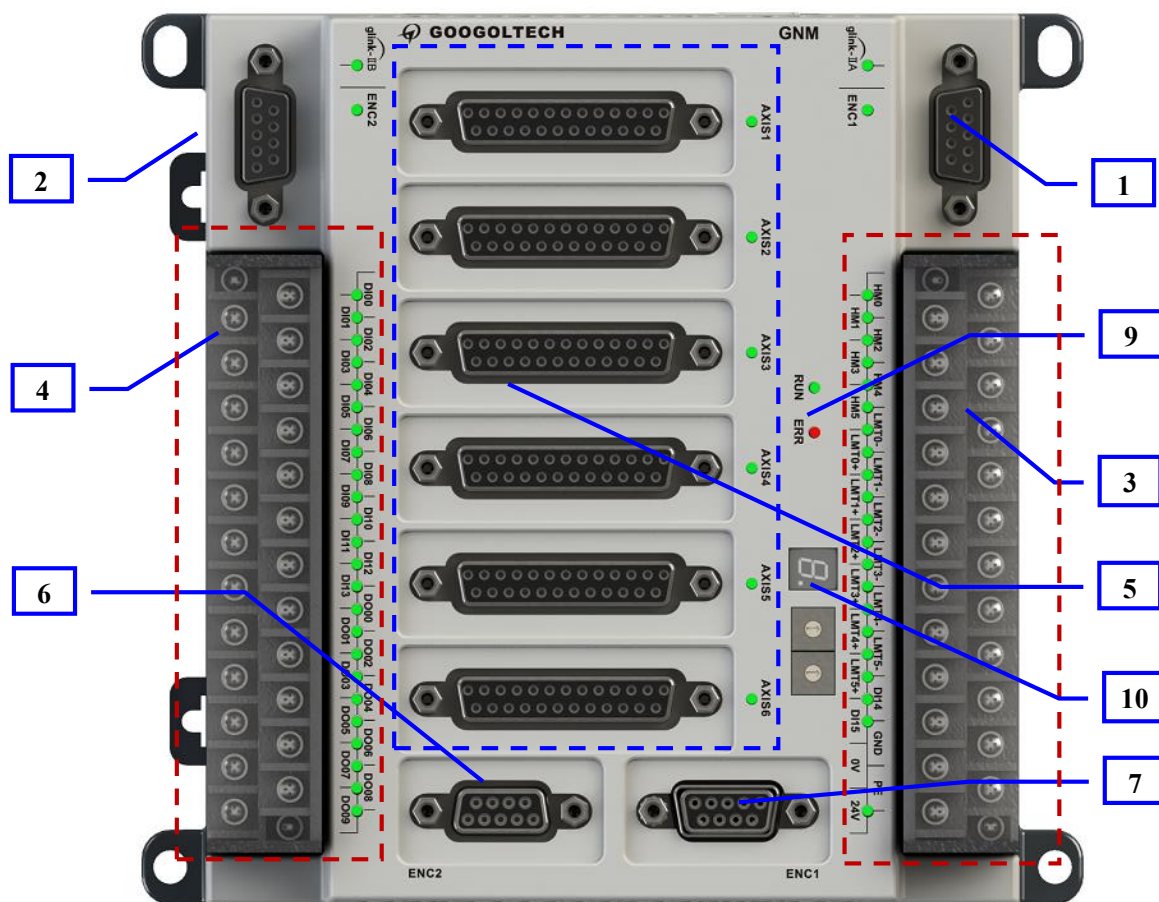 GOOGOLTECH
GNM
glink-IIB
glink-IIA
ENC2
ENC1
AXIS1
AXIS2
AXIS3
AXIS4
AXIS5
AXIS6
2
1
4
9
3
6
5
10
7
RUN
ERR
DI00
DI01
DI02
DI03
DI04
DI05
DI06
DI07
DI08
DI09
DI10
DI11
DI12
DI13
DO00
DO01
DO02
DO03
DO04
DO05
DO06
DO07
DO08
DO09
HM0
HM1
HM2
HM3
HM4
HM5
LMT0-
LMT0+
LMT1-
LMT1+
LMT2-
LMT2+
LMT3-
LMT3+
LMT4-
LMT4+
LMT5-
LMT5+
DI14
DI15
GND
0V
PE
24V
ENC2
ENC1